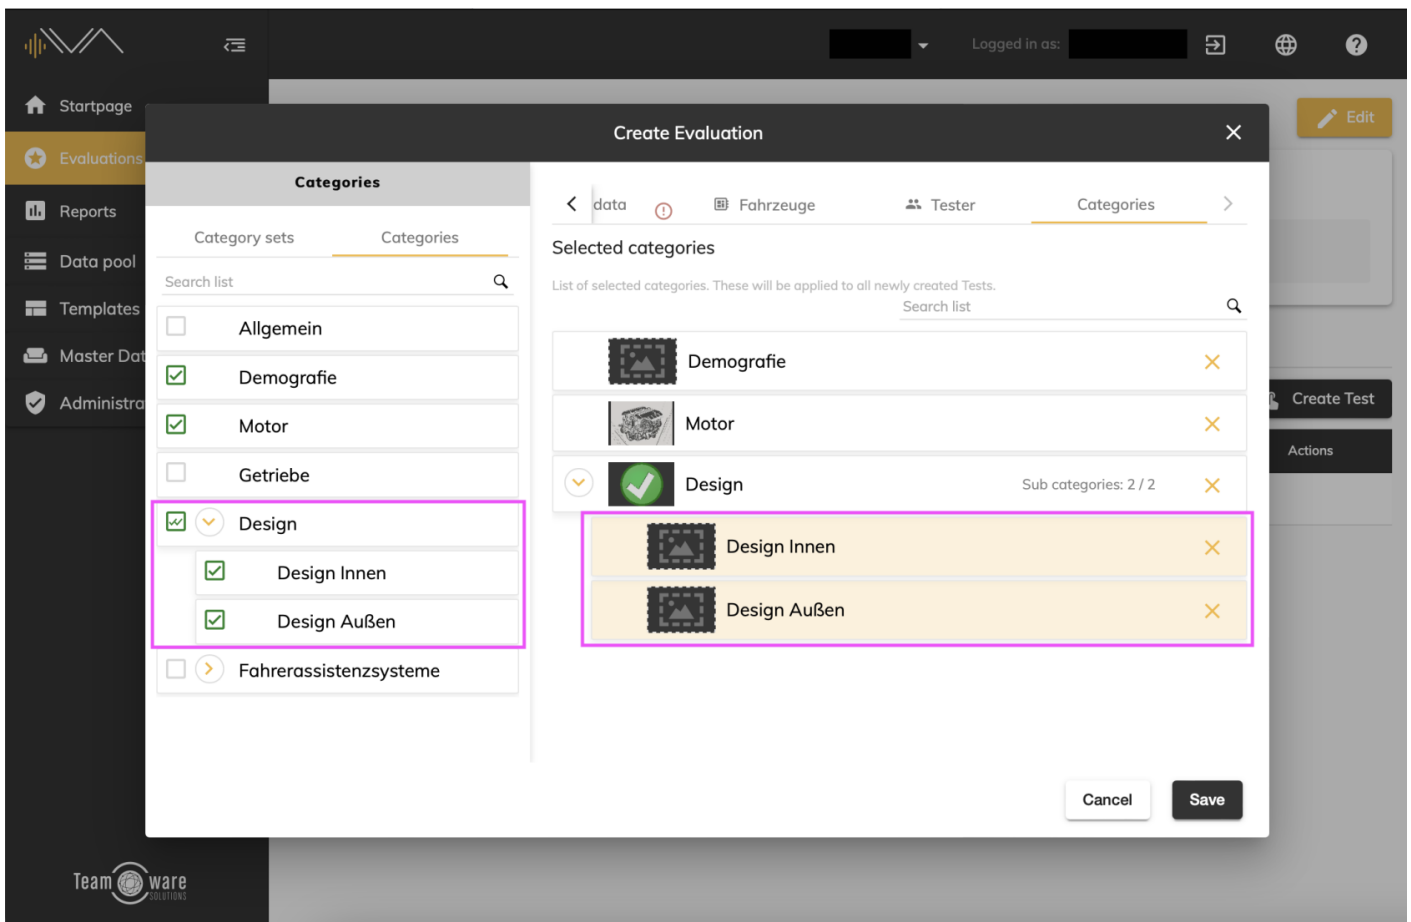 Logged in as:
Startpage
Edit
Create Evaluation
Evaluations
Categories
data
Fahrzeuge
Tester
Categories
Reports
Category sets
Categories
Selected categories
Data pool
Search list
List of selected categories. These will be applied to all newly created Tests.
Search list
Templates
Allgemein
Master Dat
Demografie
Demografie
Administra
Create Test
Motor
Motor
Actions
Getriebe
Design
Sub categories: 2 / 2
Design
Design Innen
Design Innen
Design Außen
Design Außen
Fahrerassistenzsysteme
Cancel
Save
Team ware
SOLUTIONS